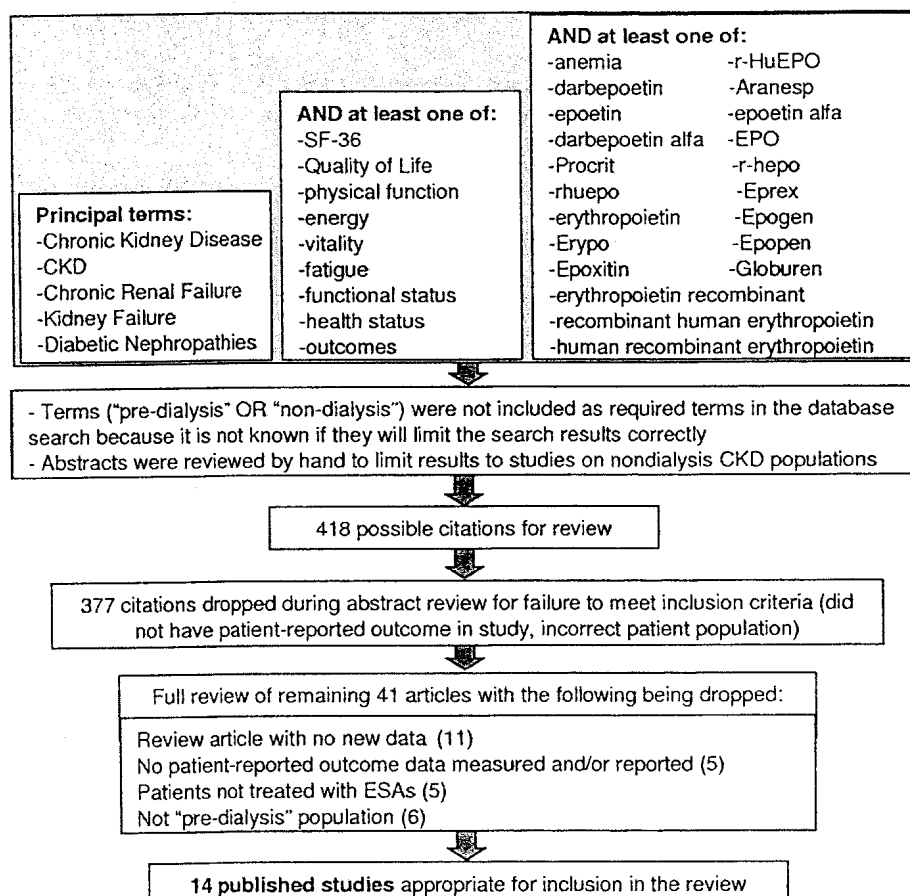 Principal terms:
-Chronic Kidney Disease
-CKD
-Chronic Renal Failure
-Kidney Failure
-Diabetic Nephropathies
AND at least one of:
-SF-36
-Quality of Life
-physical function
-energy
-vitality
-fatigue
-functional status
-health status
-outcomes
AND at least one of:
-anemia -r-HuEPO
-darbepoetin -Aranesp
-epoetin -epoetin alfa
-darbepoetin alfa -EPO
-Procrit -r-hepo
-rhuepo -Eprex
-erythropoietin -Epogen
-Erypo -Epopen
-Epoxitin -Globuren
-erythropoietin recombinant
-recombinant human erythropoietin
-human recombinant erythropoietin
- Terms ("pre-dialysis" OR "non-dialysis") were not included as required terms in the database
search because it is not known if they will limit the search results correctly
- Abstracts were reviewed by hand to limit results to studies on nondialysis CKD populations
418 possible citations for review
377 citations dropped during abstract review for failure to meet inclusion criteria (did
not have patient-reported outcome in study, incorrect patient population)
Full review of remaining 41 articles with the following being dropped:
Review article with no new data (11)
No patient-reported outcome data measured and/or reported (5)
Patients not treated with ESAs (5)
Not "pre-dialysis" population (6)
14 published studies appropriate for inclusion in the review